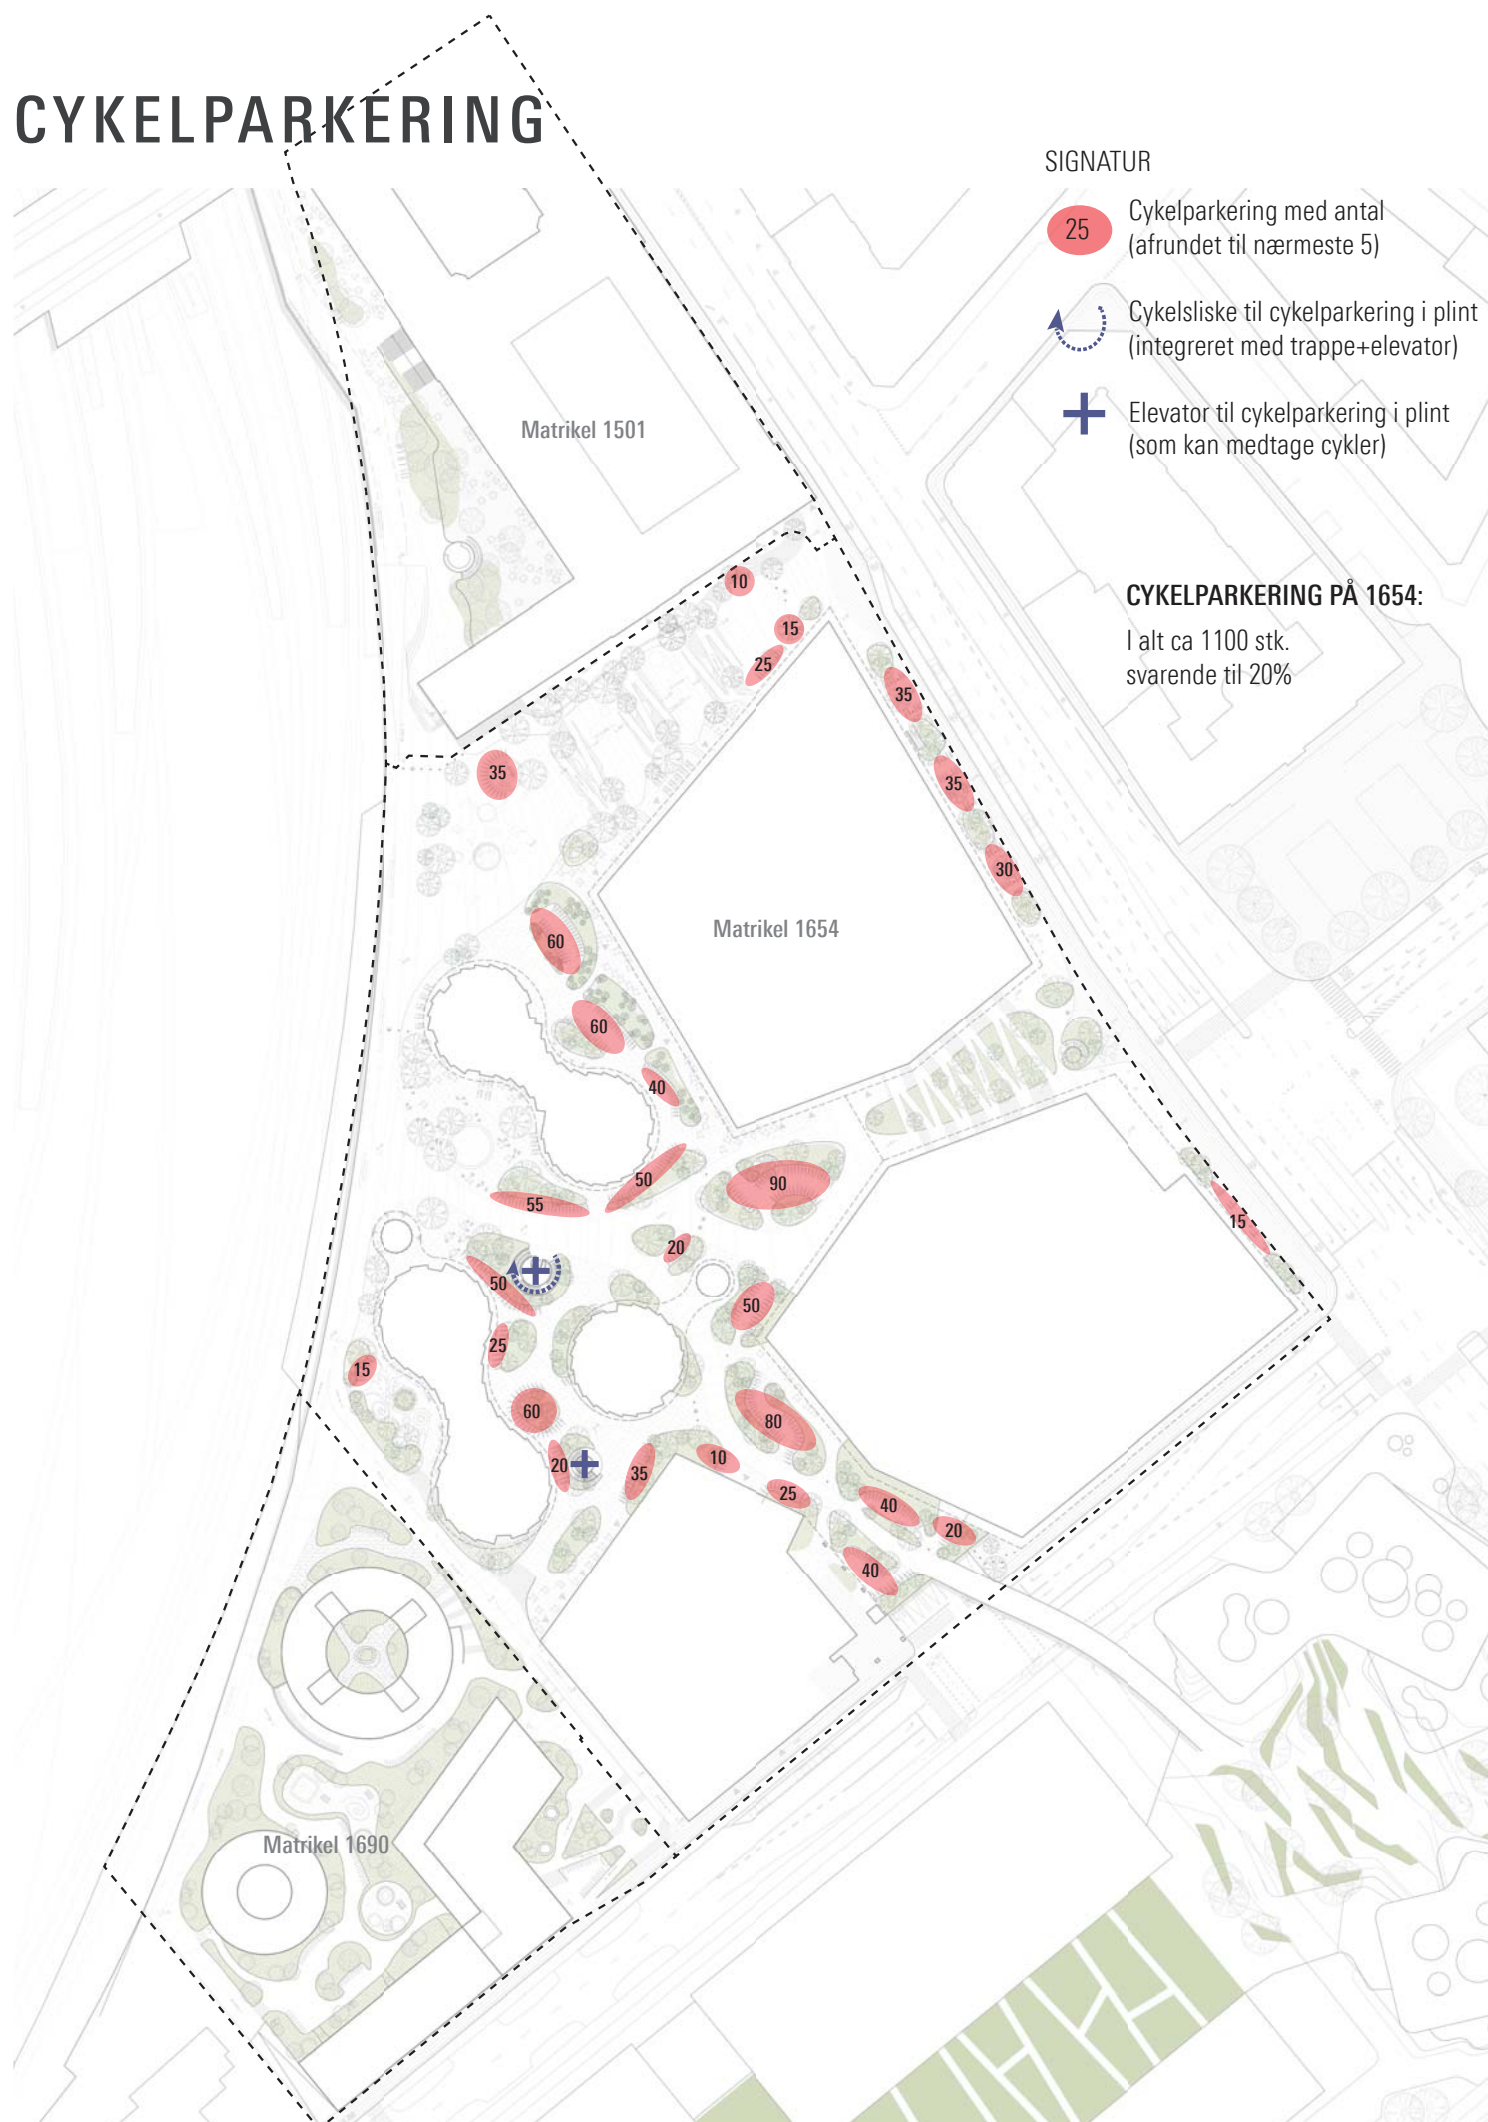 CYKELPARKERING
SIGNATUR
25
Cykelparkering med antal
(afrundet til nærmeste 5)
Cykelsliske til cykelparkering i plint
(integreret med trappe+elevator)
Elevator til cykelparkering i plint
(som kan medtage cykler)
CYKELPARKERING PÅ 1654:
I alt ca 1100 stk.
svarende til 20%
Matrikel 1501
10
15
25
35
35
35
30
Matrikel 1654
60
60
40
50
90
55
20
15
50
50
25
15
60
80
20
35
10
25
40
20
40
Matrikel 1690